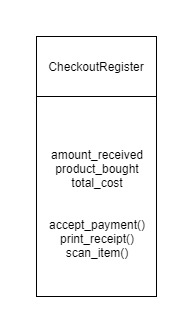 CheckoutRegister
amount_received
product_bought
total_cost
accept_payment()
print_receipt()
scan_item()